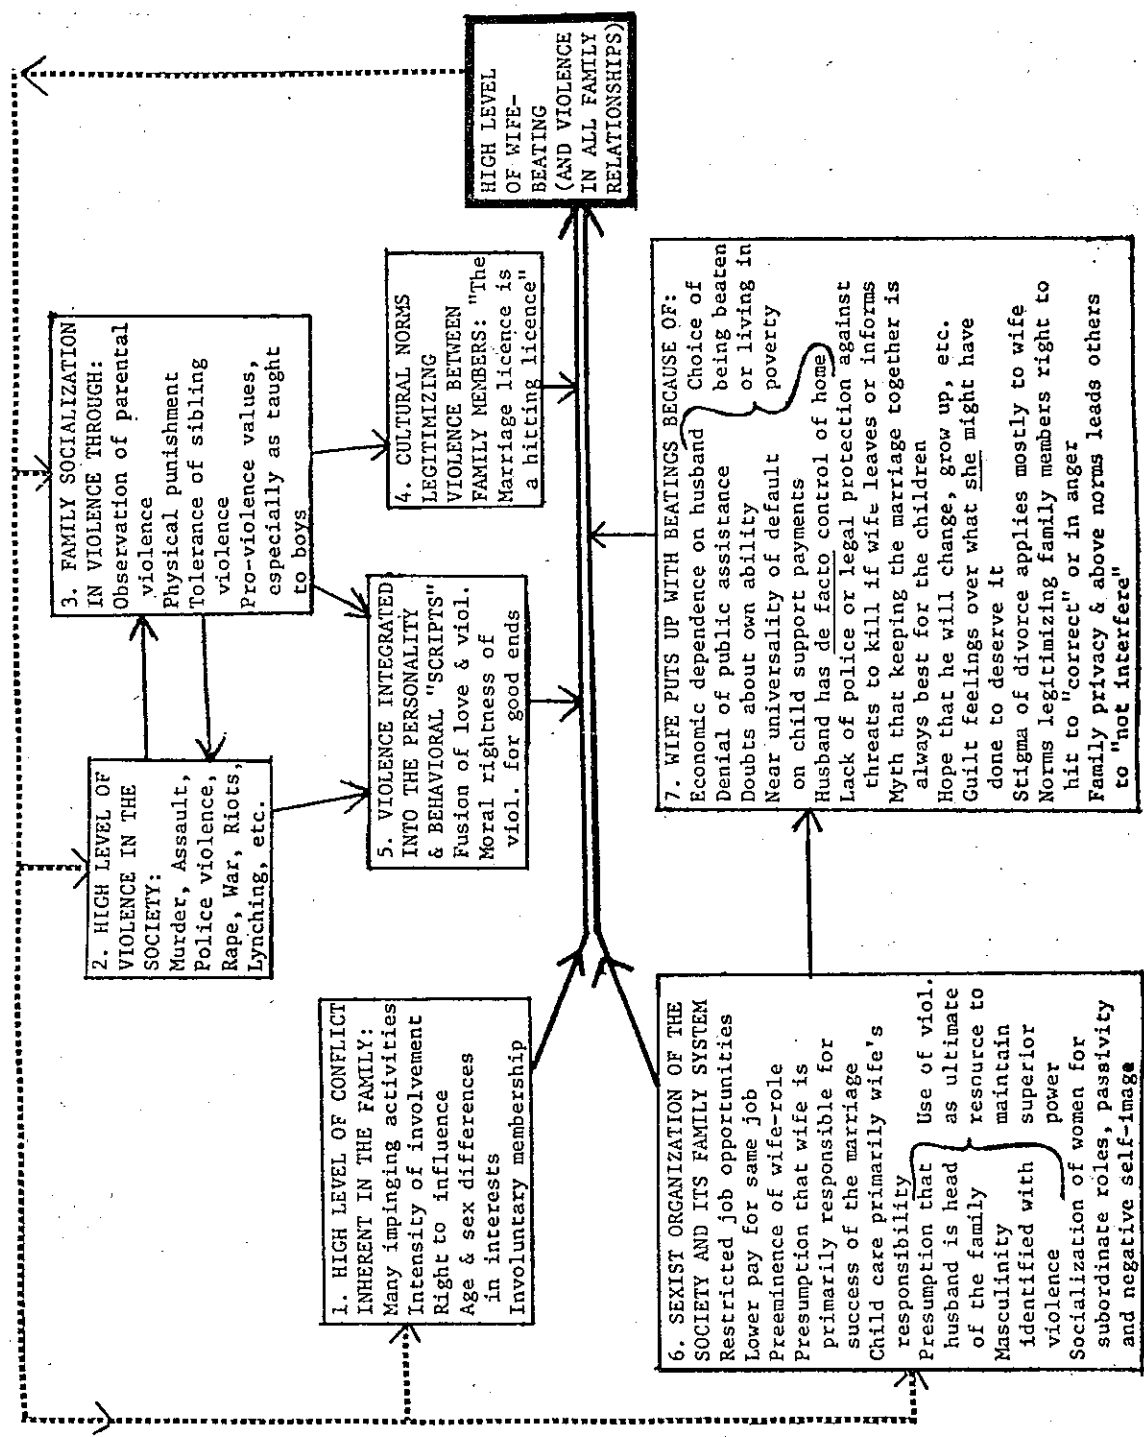 1. HIGH LEVEL OF CONFLICT
INHERENT IN THE FAMILY:
Many impinging activities
Intensity of involvement
Right to influence
Age & sex differences
in interests
Involuntary membership
2. HIGH LEVEL OF
VIOLENCE IN THE
SOCIETY:
Murder, Assault,
Police violence,
Rape, War, Riots,
Lynching, etc.
3. FAMILY SOCIALIZATION
IN VIOLENCE THROUGH:
Observation of parental
violence
Physical punishment
Tolerance of sibling
violence
Pro-violence values,
especially as taught
to boys
4. CULTURAL NORMS
LEGITIMIZING
VIOLENCE BETWEEN
FAMILY MEMBERS: "The
Marriage licence is
a hitting licence"
5. VIOLENCE INTEGRATED
INTO THE PERSONALITY
& BEHAVIORAL "SCRIPTS"
Fusion of love & viol.
Moral rightness of
viol. for good ends
HIGH LEVEL
OF WIFE-
BEATING
(AND VIOLENCE
IN ALL FAMILY
RELATIONSHIPS)
6. SEXIST ORGANIZATION OF THE
SOCIETY AND ITS FAMILY SYSTEM
Restricted job opportunities
Lower pay for same job
Preeminence of wife-role
Presumption that wife is
primarily responsible for
success of the marriage
Child care primarily wife's
responsibility
Presumption that
husband is head
of the family
Masculinity
identified with
violence
Use of viol.
as ultimate
resource to
maintain
superior
power
Socialization of women for
subordinate roles, passivity
and negative self-image
7. WIFE PUTS UP WITH BEATINGS BECAUSE OF:
Economic dependence on husband
Denial of public assistance
Doubts about own ability
Near universality of default
on child support payments
Husband has de facto control of home
Choice of
being beaten
or living in
poverty
Lack of police or legal protection against
threats to kill if wife leaves or informs
Myth that keeping the marriage together is
always best for the children
Hope that he will change, grow up, etc.
Guilt feelings over what she might have
done to deserve it
Stigma of divorce applies mostly to wife
Norms legitimizing family members right to
hit to "correct" or in anger
Family privacy & above norms leads others
to "not interfere"